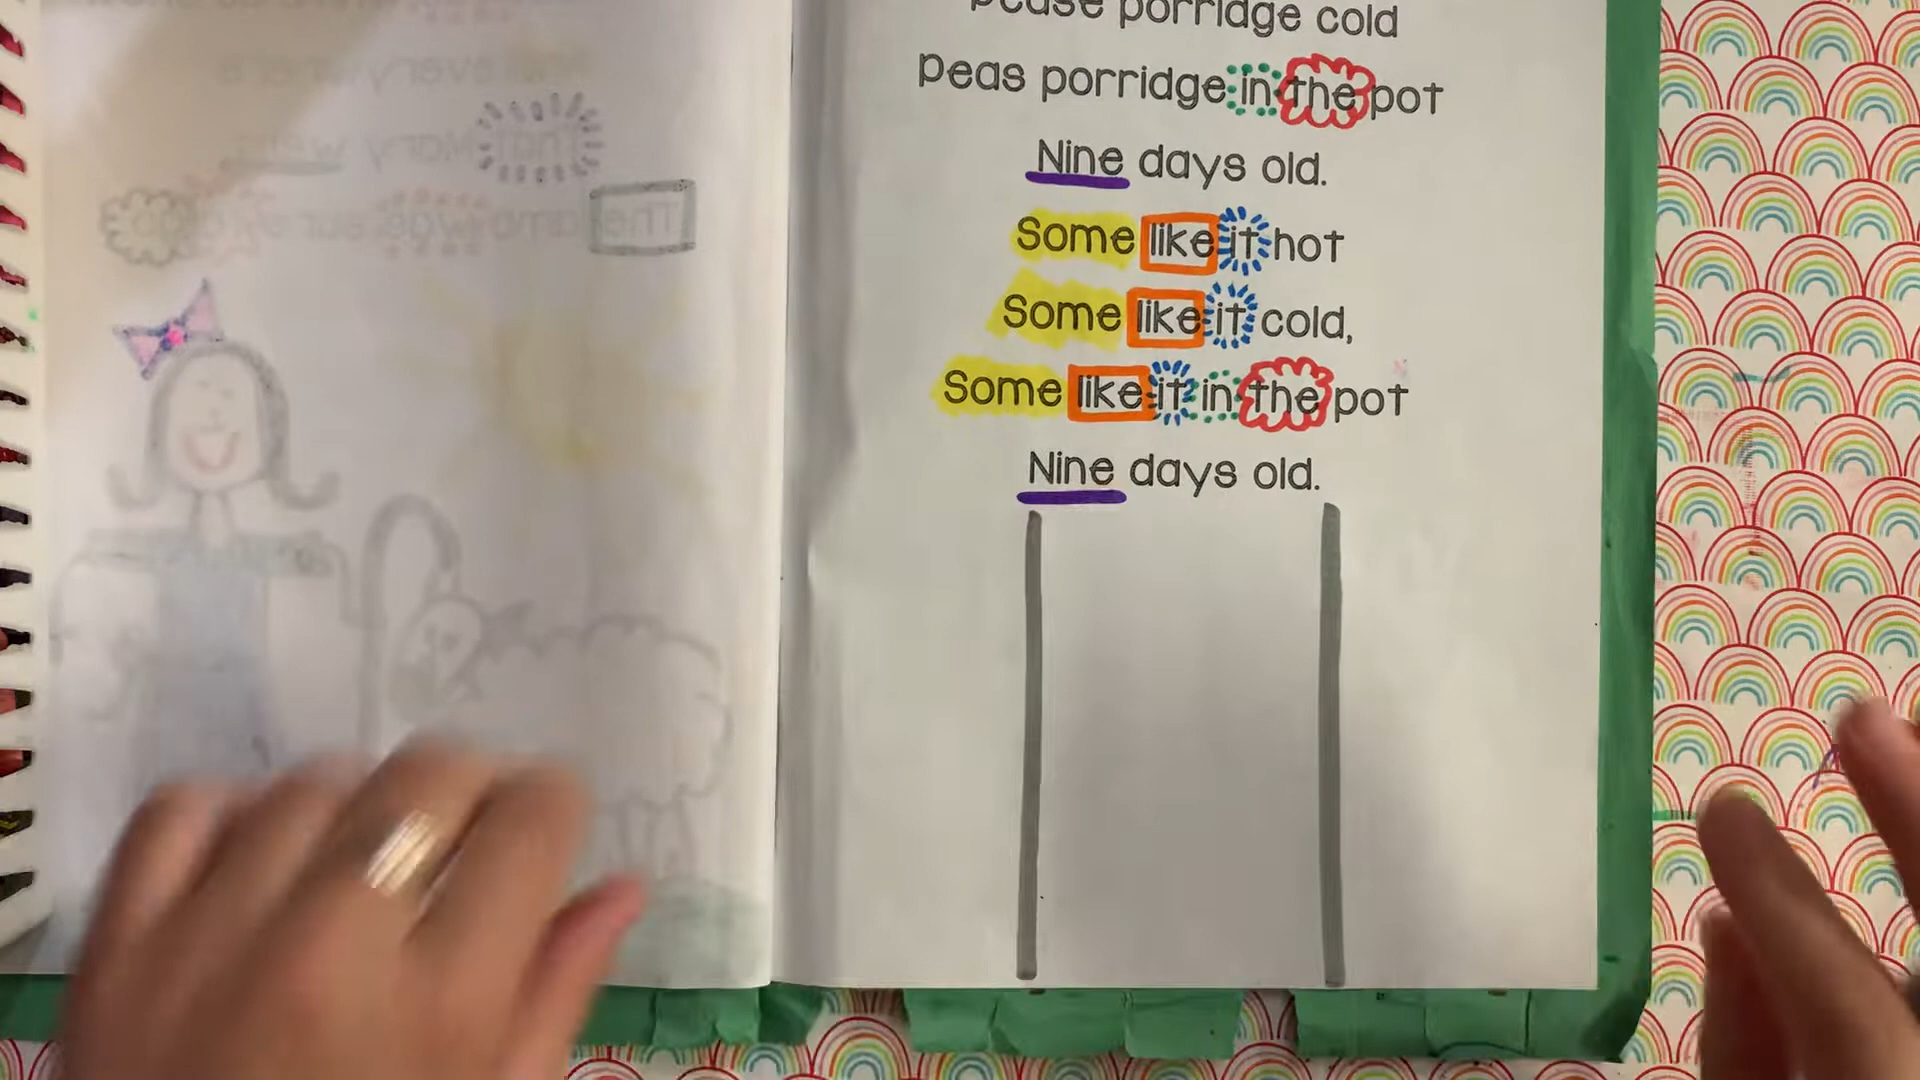 pease porridge cold
peas porridge in the pot
Nine days old.
Some like it hot
Some like it cold,
Some like it in the pot
Nine days old.